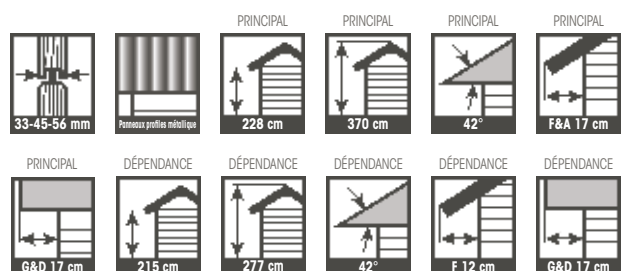 PRINCIPAL PRINCIPAL PRINCIPAL PRINCIPAL
33-45-56 mm Panneaux profiles métallique 228 cm 370 cm 42° F&A 17 cm
PRINCIPAL DÉPENDANCE DÉPENDANCE DÉPENDANCE DÉPENDANCE DÉPENDANCE
G&D 17 cm 215 cm 277 cm 42° F 12 cm G&D 17 cm